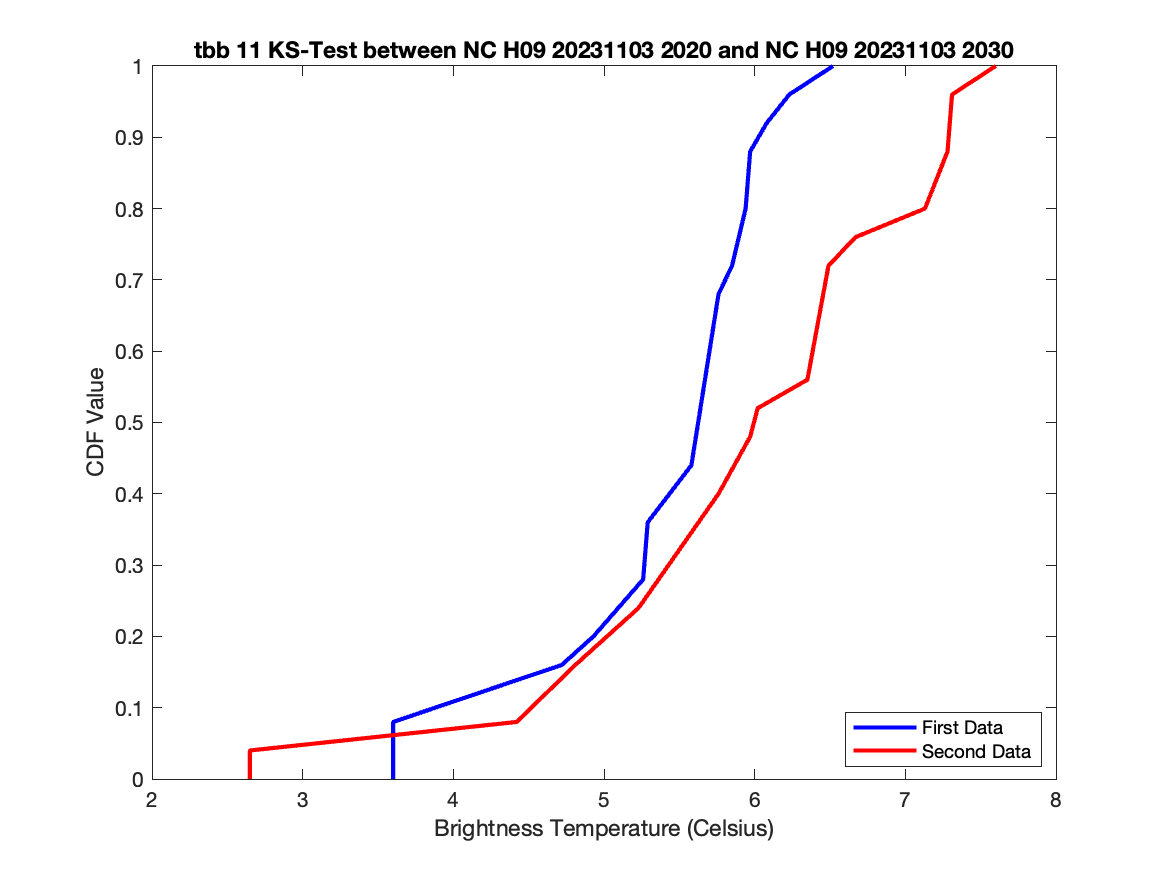 tbb 11 KS-Test between NC H09 20231103 2020 and NC H09 20231103 2030
1
0.9
0.8
0.7
0.6
0.5
0.4
0.3
0.2
0.1
0
CDF Value
First Data
Second Data
2 3 4 5 6 7 8
Brightness Temperature (Celsius)